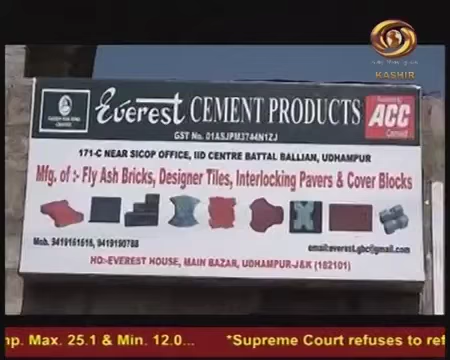 KASHIR
Everest CEMENT PRODUCTS
ACC
Cement
GST No. 01ASJPM3744N1ZJ
171-C NEAR SICOP OFFICE, IID CENTRE BATTAL BALLIAN, UDHAMPUR
Mfg. of :- Fly Ash Bricks, Designer Tiles, Interlocking Pavers & Cover Blocks
Mob. 9419161616, 9419190788
email:everest.gbc@gmail.com
HO:-EVEREST HOUSE, MAIN BAZAR, UDHAMPUR-J&K (182101)
mp. Max. 25.1 & Min. 12.0... *Supreme Court refuses to ref